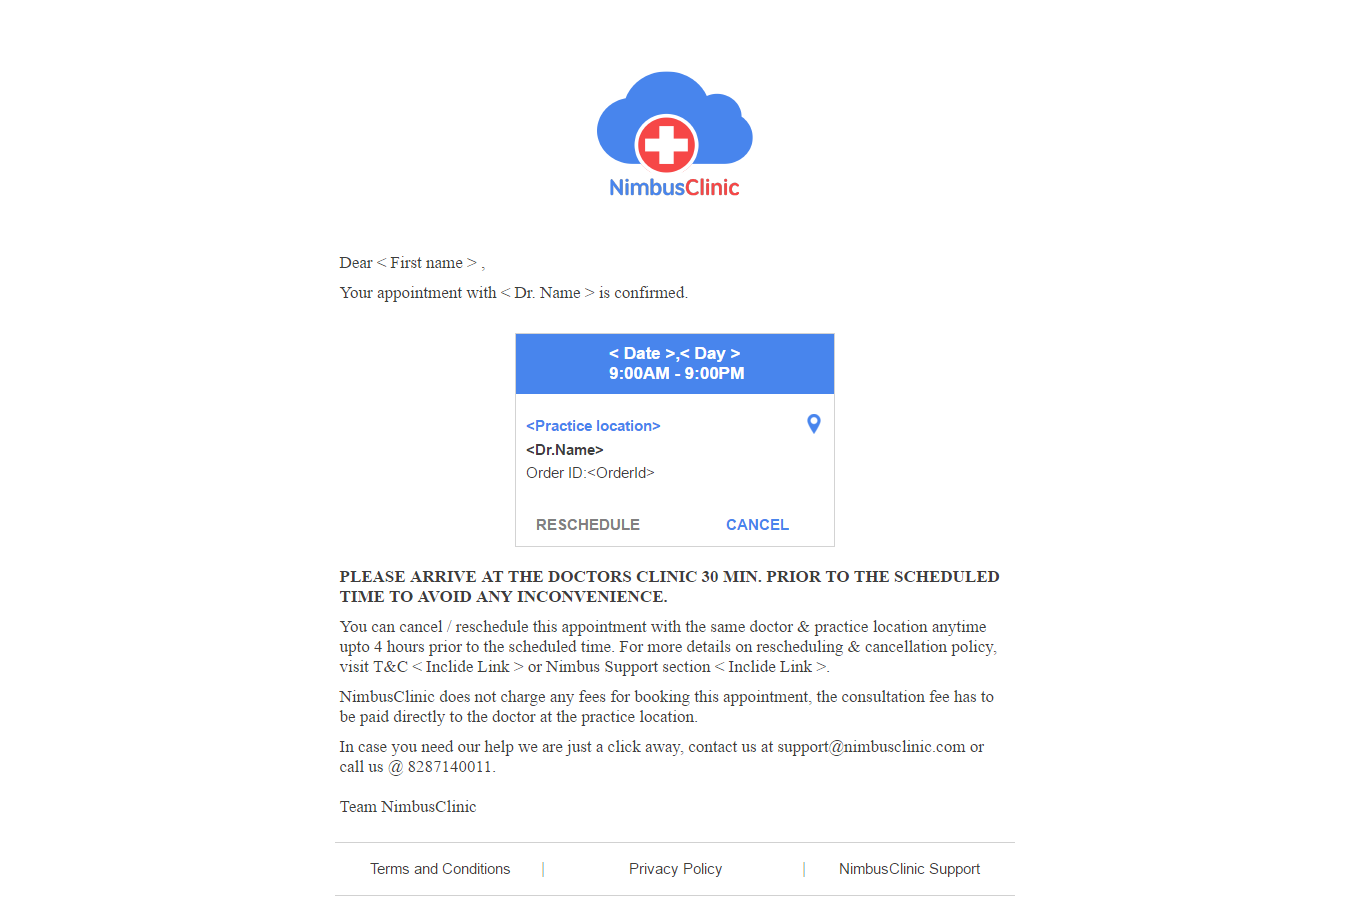 NimbusClinic
Dear < First name > ,
Your appointment with < Dr. Name > is confirmed.
< Date >,< Day >
9:00AM - 9:00PM
<Practice location>
<Dr.Name>
Order ID:<OrderId>
RESCHEDULE CANCEL
PLEASE ARRIVE AT THE DOCTORS CLINIC 30 MIN. PRIOR TO THE SCHEDULED
TIME TO AVOID ANY INCONVENIENCE.
You can cancel / reschedule this appointment with the same doctor & practice location anytime
upto 4 hours prior to the scheduled time. For more details on rescheduling & cancellation policy,
visit T&C < Inclide Link > or Nimbus Support section < Inclide Link >.
NimbusClinic does not charge any fees for booking this appointment, the consultation fee has to
be paid directly to the doctor at the practice location.
In case you need our help we are just a click away, contact us at support@nimbusclinic.com or
call us @ 8287140011.
Team NimbusClinic
Terms and Conditions | Privacy Policy | NimbusClinic Support